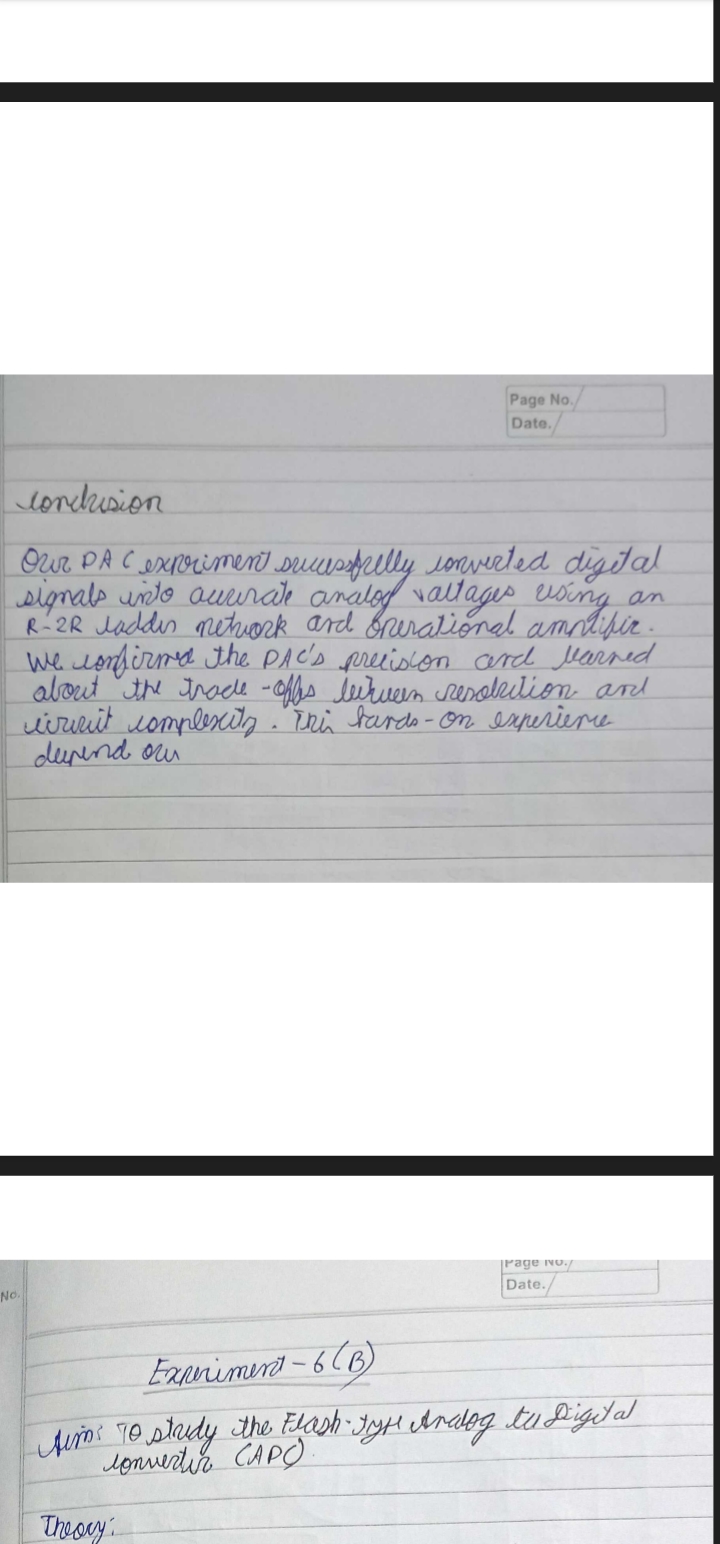 Page No.
Date.
Conclusion
Our DAC experiment successfully converted digital
signals into accurate analog voltages using an
R-2R ladder network and operational amplifier.
We confirmed the DAC's precision and learned
about the trade-offs between resolution and
circuit complexity. This hands-on experience
depend our
Page No.
Date.
No.
Experiment-6(B)
Aim: To study the Flash-type Analog to Digital
converter (ADC)
Theory: